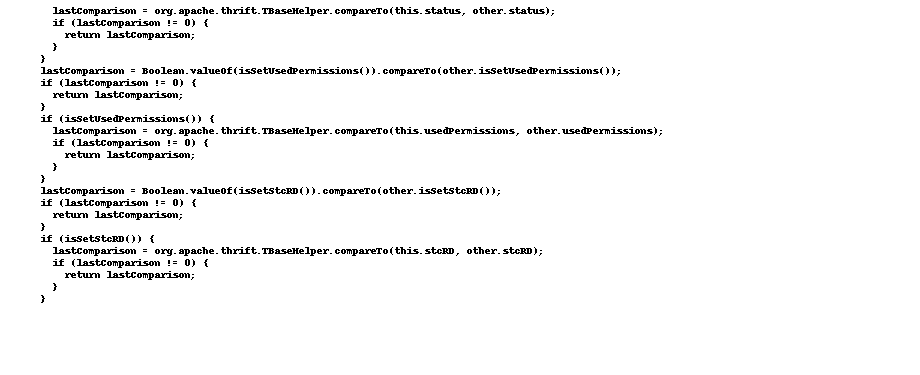 lastComparison = org.apache.thrift.TBaseHelper.compareTo(this.status, other.status);
if (lastComparison != 0) {
return lastComparison;
}
}
lastComparison = Boolean.valueOf(isSetUsedPermissions()).compareTo(other.isSetUsedPermissions());
if (lastComparison != 0) {
return lastComparison;
}
if (isSetUsedPermissions()) {
lastComparison = org.apache.thrift.TBaseHelper.compareTo(this.usedPermissions, other.usedPermissions);
if (lastComparison != 0) {
return lastComparison;
}
}
lastComparison = Boolean.valueOf(isSetStcRD()).compareTo(other.isSetStcRD());
if (lastComparison != 0) {
return lastComparison;
}
if (isSetStcRD()) {
lastComparison = org.apache.thrift.TBaseHelper.compareTo(this.stcRD, other.stcRD);
if (lastComparison != 0) {
return lastComparison;
}
}